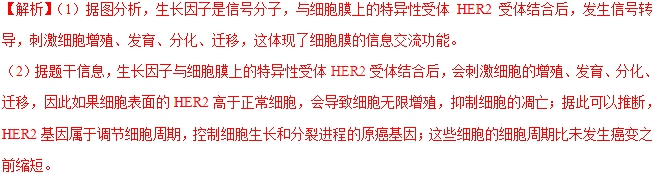 【解析】（1）据图分析，生长因子是信号分子，与细胞膜上的特异性受体 HER2 受体结合后，发生信号转
导，刺激细胞增殖、发育、分化、迁移，这体现了细胞膜的信息交流功能。
（2）据题干信息，生长因子与细胞膜上的特异性受体 HER2 受体结合后，会刺激细胞的增殖、发育、分化、
迁移，因此如果细胞表面的 HER2 高于正常细胞，会导致细胞无限增殖，抑制细胞的凋亡；据此可以推断，
HER2 基因属于调节细胞周期，控制细胞生长和分裂进程的原癌基因；这些细胞的细胞周期比未发生癌变之
前缩短。